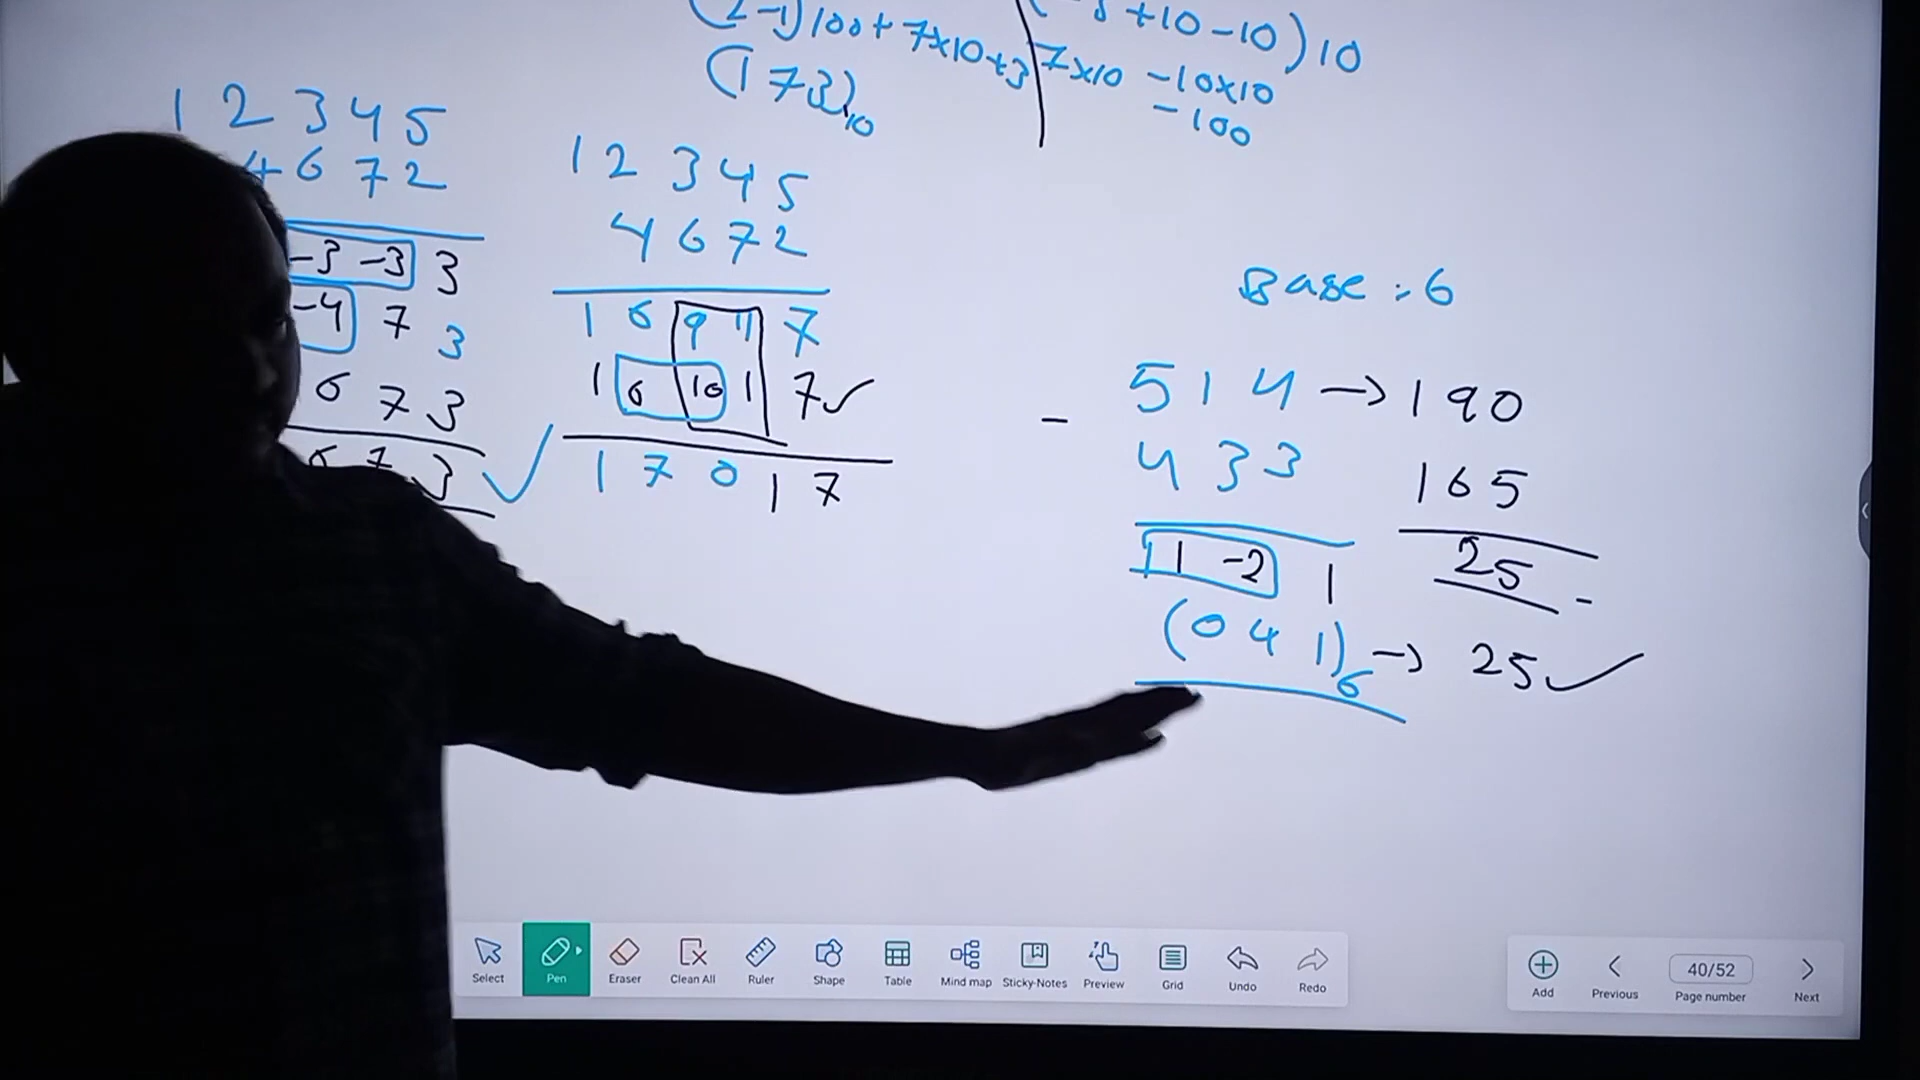 (2-1)100+7x10+3
+10-10)10
(173)10
7x10 -10x10
-100
1 2 3 4 5
4 6 7 2
-3 -3 3
-4 7 3
6 7 3
6 7 3
1 2 3 4 5
4 6 7 2
1 6 9 11 7
1 6 10 1 7✓
1 7 0 1 7
Base : 6
5 1 4 → 190
- 4 3 3 165
1 -2 1 25
(0 4 1)6 → 25✓
Select Pen Eraser Clean All Ruler Shape Table Mind map Sticky-Notes Preview Grid Undo Redo
Add Previous 40/52 Page number Next